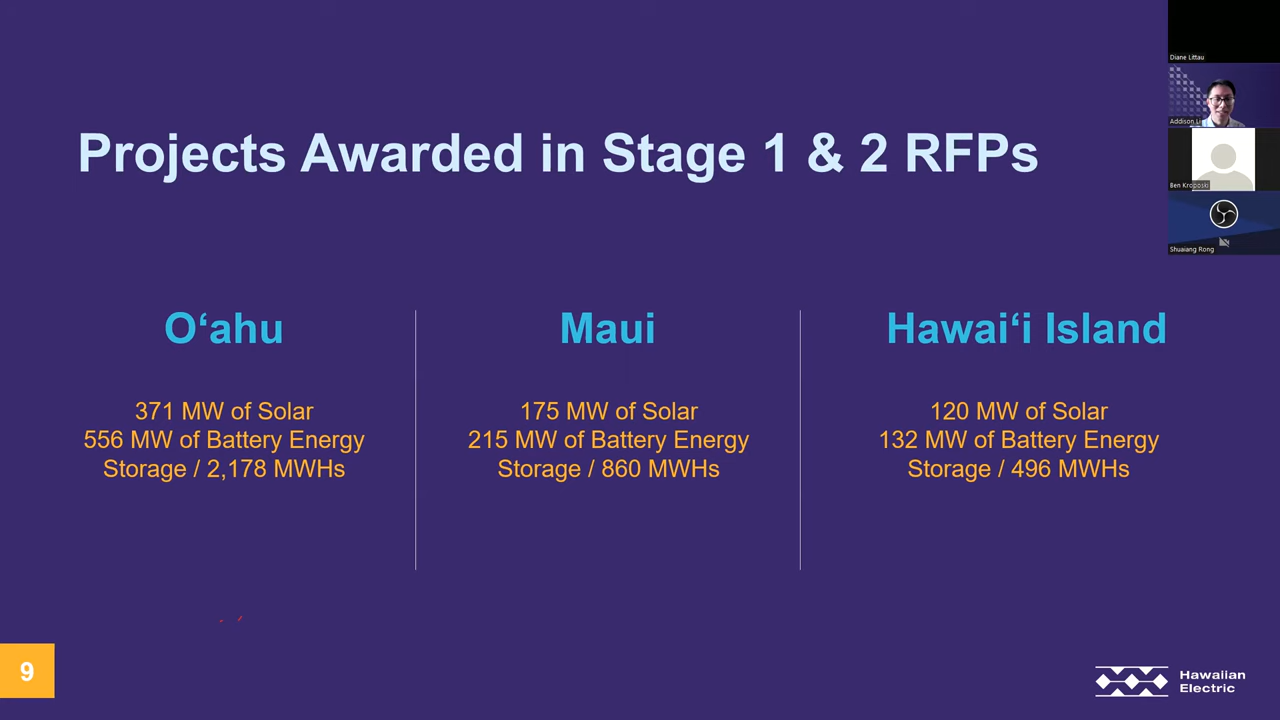 Projects Awarded in Stage 1 & 2 RFPs
O‘ahu
371 MW of Solar
556 MW of Battery Energy
Storage / 2,178 MWHs
Maui
175 MW of Solar
215 MW of Battery Energy
Storage / 860 MWHs
Hawai‘i Island
120 MW of Solar
132 MW of Battery Energy
Storage / 496 MWHs
9
Hawaiian
Electric
Diane Littau
Addison Li
Ben Kroposki
Shuaiang Rong